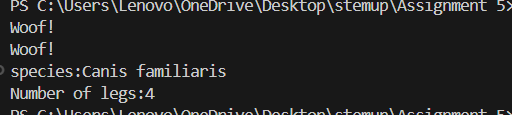 PS C:\Users\Lenovo\OneDrive\Desktop\stemup\Assignment 5>
Woof!
Woof!
species:Canis familiaris
Number of legs:4
PS C:\Users\Lenovo\OneDrive\Desktop\stemup\Assignment 5>